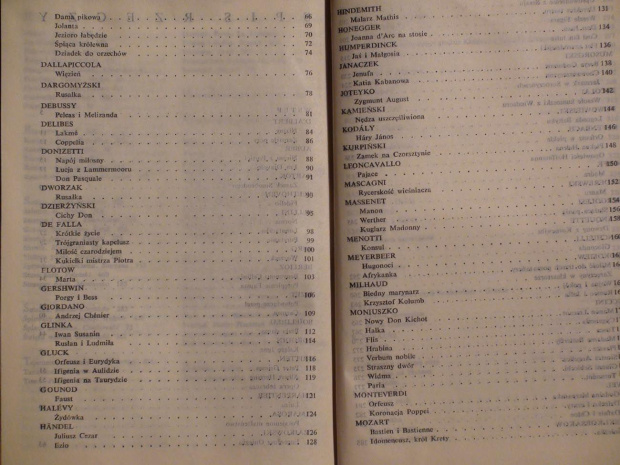 Dama pikowa 66
Jolanta 69
Jezioro łabędzie 70
Śpiąca królewna 72
Dziadek do orzechów 74
DALLAPICCOLA
Więzień 76
DARGOMYŻSKI
Rusałka 78
DEBUSSY
Peleas i Melizanda 81
DELIBES
Lakmé 84
Coppelia 86
DONIZETTI
Napój miłosny 88
Łucja z Lammermooru 90
Don Pasquale 91
DWORZAK
Rusałka
DZIERŻYŃSKI
Cichy Don 95
DE FALLA
Krótkie życie 98
Trójgraniasty kapelusz 99
Miłość czarodziejem 100
Kukiełki mistrza Piotra 101
FLOTOW
Marta 103
GERSHWIN
Porgy i Bess 106
GIORDANO
Andrzej Chénier 109
GLINKA
Iwan Susanin 112
Rusłan i Ludmiła 114
GLUCK
Orfeusz i Eurydyka 116
Ifigenia w Aulidzie 118
Ifigenia na Taurydzie 119
GOUNOD
Faust 121
HALÉVY
Żydówka 124
HÄNDEL
Juliusz Cezar 126
Ezio 128
HINDEMITH
Malarz Mathis 131
HONEGGER
Joanna d'Arc na stosie 134
HUMPERDINCK
Jaś i Małgosia 136
JANACZEK
Jenufa 138
Katia Kabanowa 140
JOTEYKO
Zygmunt August 142
KAMIEŃSKI
Nędza uszczęśliwiona 144
KODÁLY
Háry János 146
KURPIŃSKI
Zamek na Czorsztynie 148
LEONCAVALLO
Pajace 150
MASCAGNI
Rycerskość wieśniacza 152
MASSENET
Manon 154
Werther 156
Kuglarz Madonny
MENOTTI
Konsul
MEYERBEER
Hugonoci
Afrykanka
MILHAUD
Biedny marynarz
Krzysztof Kolumb
MONIUSZKO
Nowy Don Kichot
Halka
Flis
Hrabina
Verbum nobile
Straszny dwór
Widma
Paria
MONTEVERDI
Orfeusz
Koronacja Poppei
MOZART
Bastien i Bastienne
Idomeneusz, król Krety